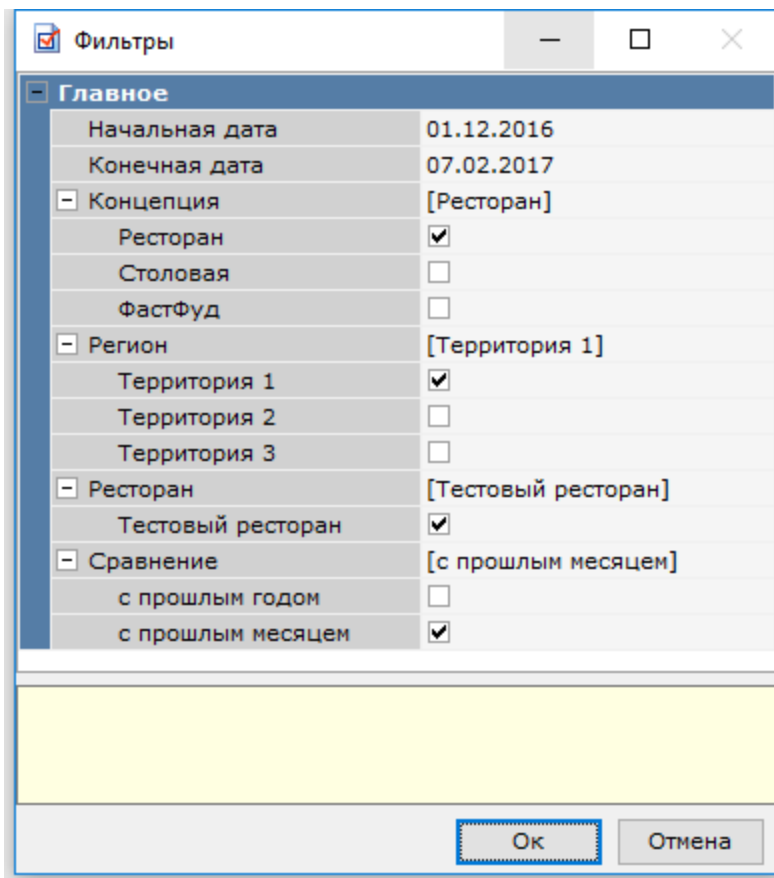 Фильтры
Главное
Начальная дата 01.12.2016
Конечная дата 07.02.2017
Концепция [Ресторан]
Ресторан
Столовая
ФастФуд
Регион [Территория 1]
Территория 1
Территория 2
Территория 3
Ресторан [Тестовый ресторан]
Тестовый ресторан
Сравнение [с прошлым месяцем]
с прошлым годом
с прошлым месяцем
Ок Отмена